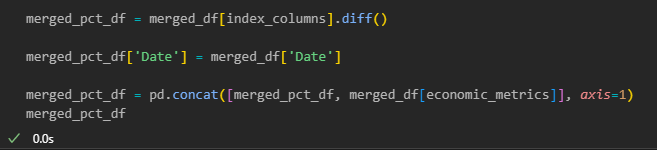 merged_pct_df = merged_df[index_columns].diff()
merged_pct_df['Date'] = merged_df['Date']
merged_pct_df = pd.concat([merged_pct_df, merged_df[economic_metrics]], axis=1)
merged_pct_df
✓ 0.0s